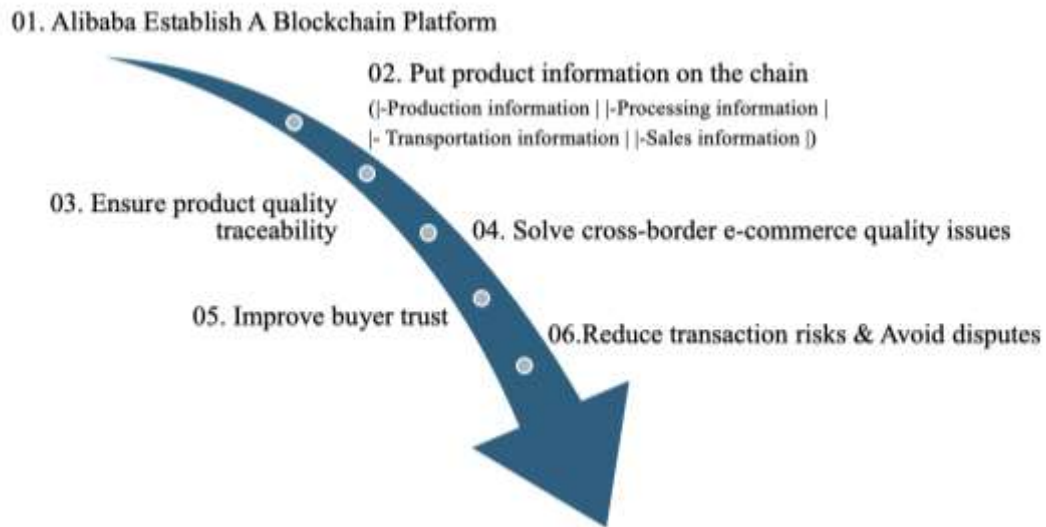 01. Alibaba Establish A Blockchain Platform
02. Put product information on the chain
(|-Production information | |-Processing information |
|- Transportation information | |-Sales information |)
03. Ensure product quality
traceability
04. Solve cross-border e-commerce quality issues
05. Improve buyer trust
06.Reduce transaction risks & Avoid disputes